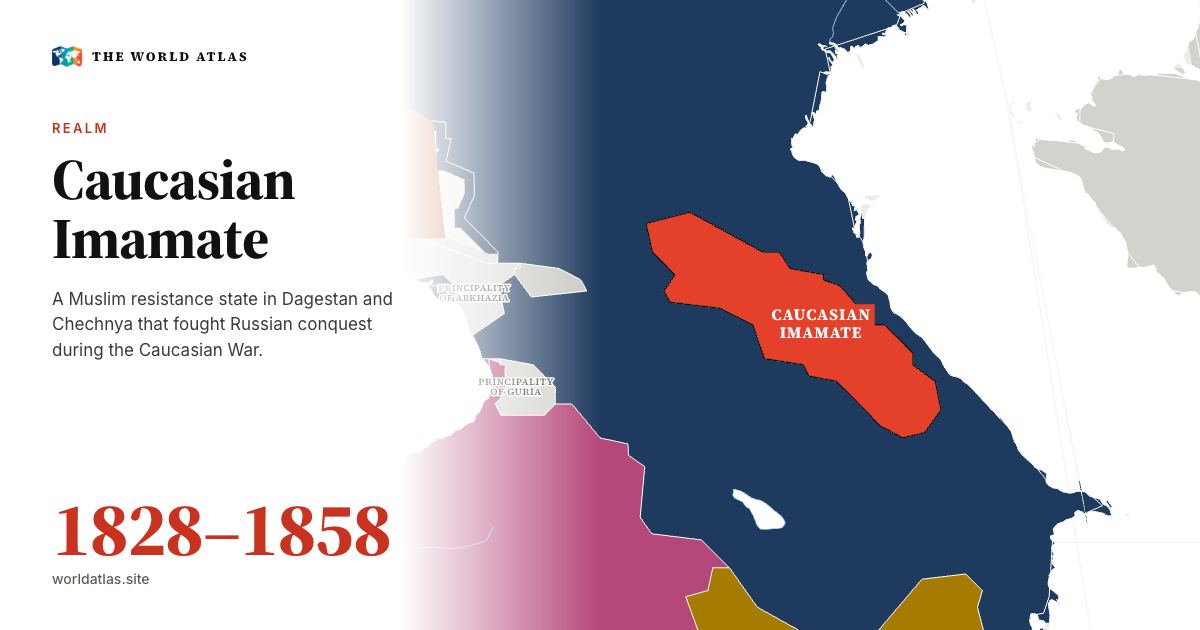 THE WORLD ATLAS
REALM
Caucasian
Imamate
A Muslim resistance state in Dagestan and
Chechnya that fought Russian conquest
during the Caucasian War.
1828–1858
worldatlas.site
PRINCIPALITY
OF ABKHAZIA
PRINCIPALITY
OF GURIA
CAUCASIAN
IMAMATE